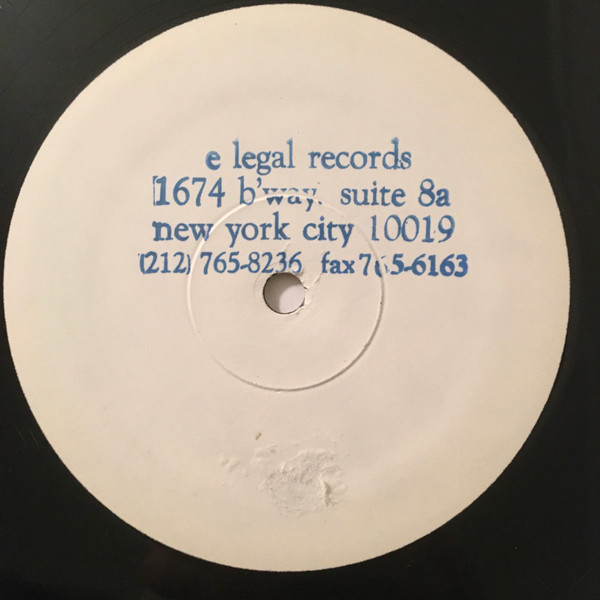 e legal records
1674 b'way. suite 8a
new york city 10019
(212) 765-8236 fax 765-6163